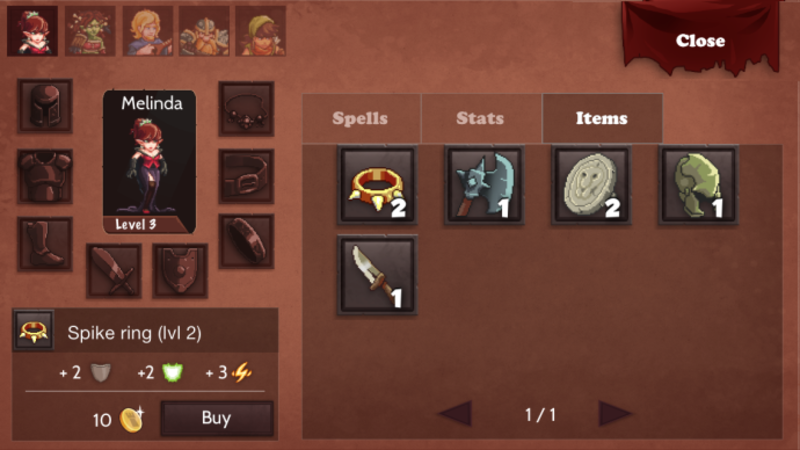 Close
Melinda
Level 3
Spells Stats Items
2 1 2 1
1
Spike ring (lvl 2)
+ 2 +2 + 3
10 Buy
1 / 1